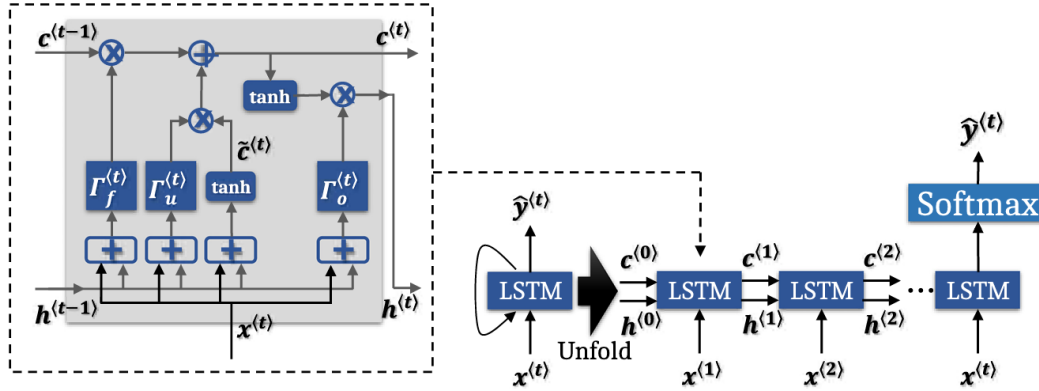 c⟨t−1⟩
c⟨t⟩
×
+
tanh
×
×
c̃⟨t⟩
Γf⟨t⟩
Γu⟨t⟩
tanh
Γo⟨t⟩
+
+
+
+
h⟨t−1⟩
x⟨t⟩
h⟨t⟩
ŷ⟨t⟩
LSTM
x⟨t⟩
Unfold
c⟨0⟩
h⟨0⟩
LSTM
x⟨1⟩
c⟨1⟩
h⟨1⟩
LSTM
x⟨2⟩
c⟨2⟩
h⟨2⟩
...
ŷ⟨t⟩
Softmax
LSTM
x⟨t⟩